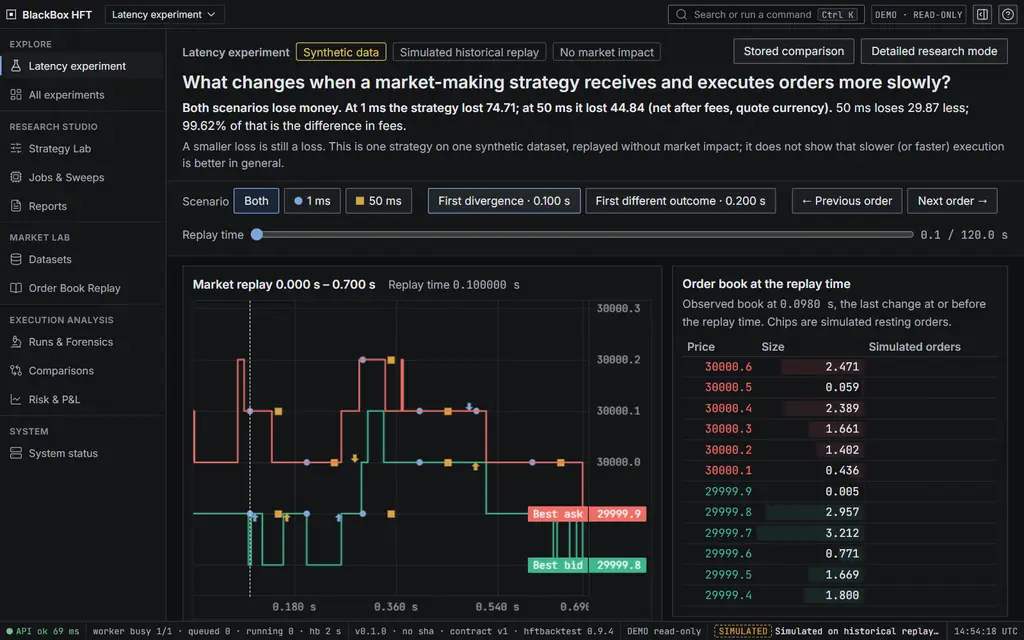 BlackBox HFT
Latency experiment
Search or run a command Ctrl K
DEMO · READ-ONLY
EXPLORE
Latency experiment
All experiments
RESEARCH STUDIO
Strategy Lab
Jobs & Sweeps
Reports
MARKET LAB
Datasets
Order Book Replay
EXECUTION ANALYSIS
Runs & Forensics
Comparisons
Risk & P&L
SYSTEM
System status
Latency experiment Synthetic data Simulated historical replay No market impact
Stored comparison Detailed research mode
What changes when a market-making strategy receives and executes orders more slowly?
Both scenarios lose money. At 1 ms the strategy lost 74.71; at 50 ms it lost 44.84 (net after fees, quote currency). 50 ms loses 29.87 less;
99.62% of that is the difference in fees.
A smaller loss is still a loss. This is one strategy on one synthetic dataset, replayed without market impact; it does not show that slower (or faster) execution
is better in general.
Scenario Both 1 ms 50 ms First divergence · 0.100 s First different outcome · 0.200 s ← Previous order Next order →
Replay time 0.1 / 120.0 s
Market replay 0.000 s – 0.700 s Replay time 0.100000 s
30000.3
30000.2
30000.1
30000.0
Best ask 29999.9
Best bid 29999.8
0.180 s 0.360 s 0.540 s
Order book at the replay time
Observed book at 0.0980 s, the last change at or before
the replay time. Chips are simulated resting orders.
Price Size Simulated orders
30000.6 2.471
30000.5 0.059
30000.4 2.389
30000.3 1.661
30000.2 1.402
30000.1 0.436
29999.9 0.005
29999.8 2.957
29999.7 3.212
29999.6 0.771
29999.5 1.669
29999.4 1.800
API ok 69 ms worker busy 1/1 · queued 0 · running 0 · hb 2 s v0.1.0 · no sha · contract v1 · hftbacktest 0.9.4 DEMO read-only SIMULATED Simulated on historical replay… 14:54:18 UTC